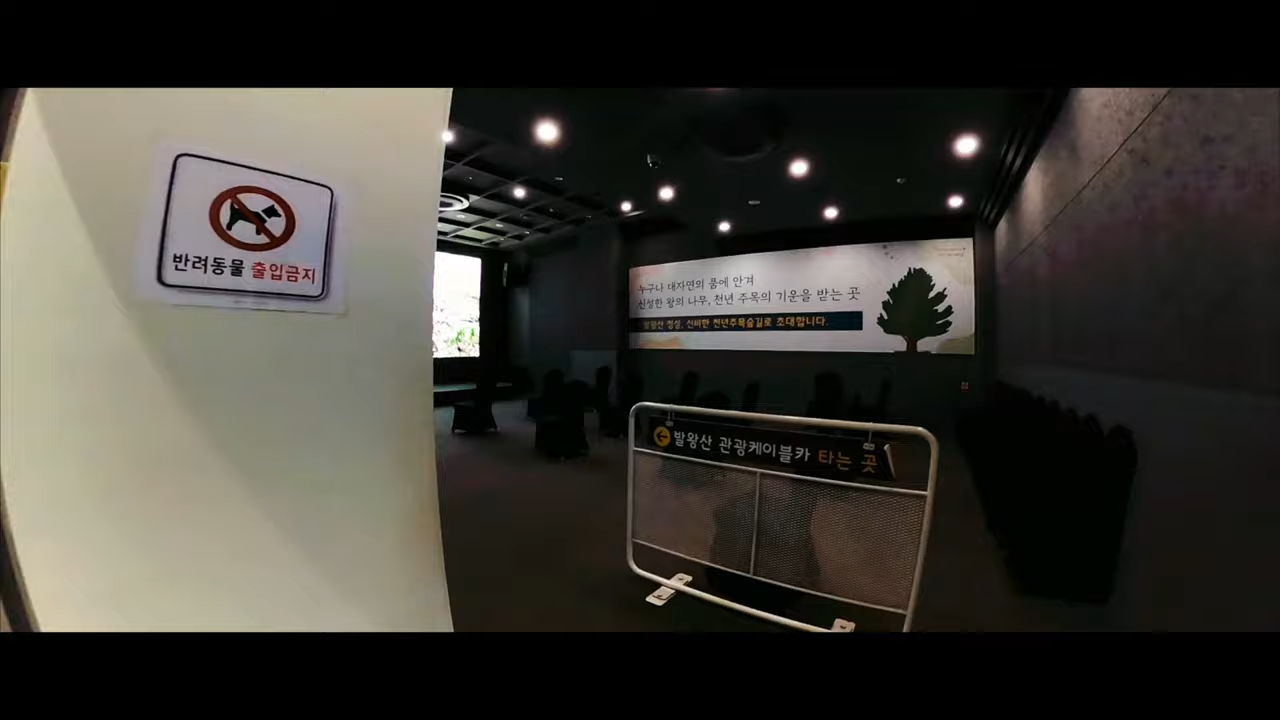 반려동물 출입금지
누구나 대자연의 품에 안겨
신성한 왕의 나무, 천년 주목의 기운을 받는 곳
발왕산 정상, 신비한 천년주목숲길로 초대합니다.
발왕산 관광케이블카 타는 곳